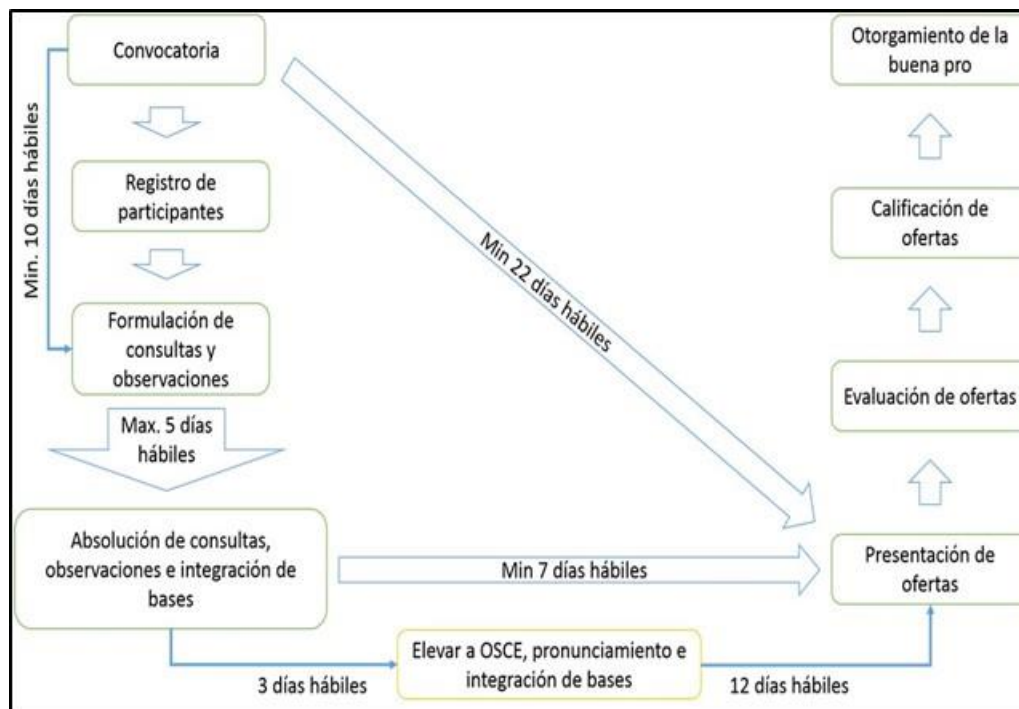 Convocatoria
Min. 10 días hábiles
Registro de
participantes
Formulación de
consultas y
observaciones
Max. 5 días
hábiles
Absolución de consultas,
observaciones e integración de
bases
Min 22 días hábiles
Min 7 días hábiles
3 días hábiles
Elevar a OSCE, pronunciamiento e
integración de bases
12 días hábiles
Presentación de
ofertas
Evaluación de ofertas
Calificación de
ofertas
Otorgamiento de la
buena pro